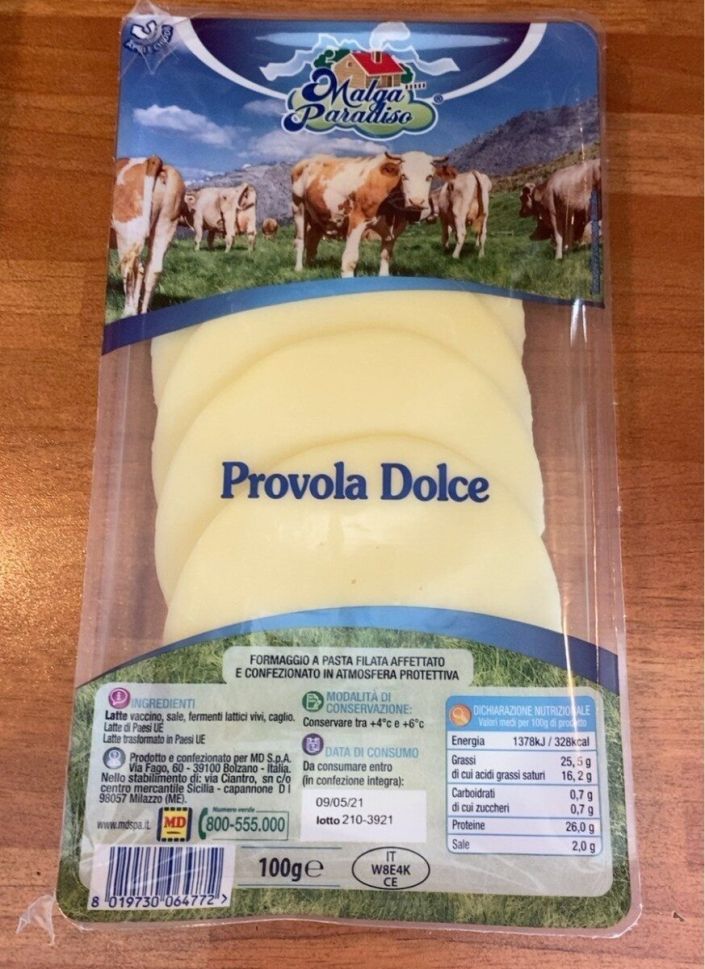 Malga
Paradiso
®
Provola Dolce
FORMAGGIO A PASTA FILATA AFFETTATO
E CONFEZIONATO IN ATMOSFERA PROTETTIVA
INGREDIENTI
Latte vaccino, sale, fermenti lattici vivi, caglio.
Latte di Paesi UE
Latte trasformato in Paesi UE
Prodotto e confezionato per MD S.p.A.
Via Fago, 60 - 39100 Bolzano - Italia.
Nello stabilimento di: via Ciantro, sn c/o
centro mercantile Sicilia - capannone D I
98057 Milazzo (ME).
www.mdspa.it
MD
Numero verde
800-555.000
MODALITÀ DI
CONSERVAZIONE:
Conservare tra +4°c e +6°c
DATA DI CONSUMO
Da consumare entro
(in confezione integra):
09/05/21
lotto 210-3921
DICHIARAZIONE NUTRIZIONALE
Valori medi per 100g di prodotto
Energia 1378kJ / 328kcal
Grassi 25,5 g
di cui acidi grassi saturi 16,2 g
Carboidrati 0,7 g
di cui zuccheri 0,7 g
Proteine 26,0 g
Sale 2,0 g
8 019730 064772 >
100g e
IT
W8E4K
CE